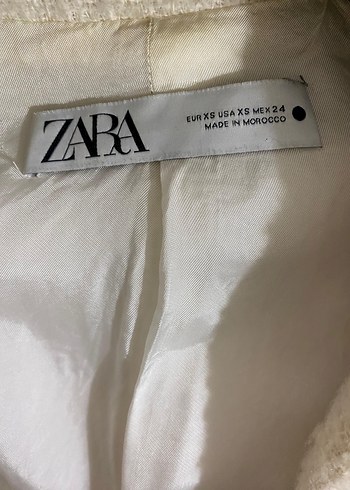 ZARA
EUR XS USA XS MEX 24
MADE IN MOROCCO